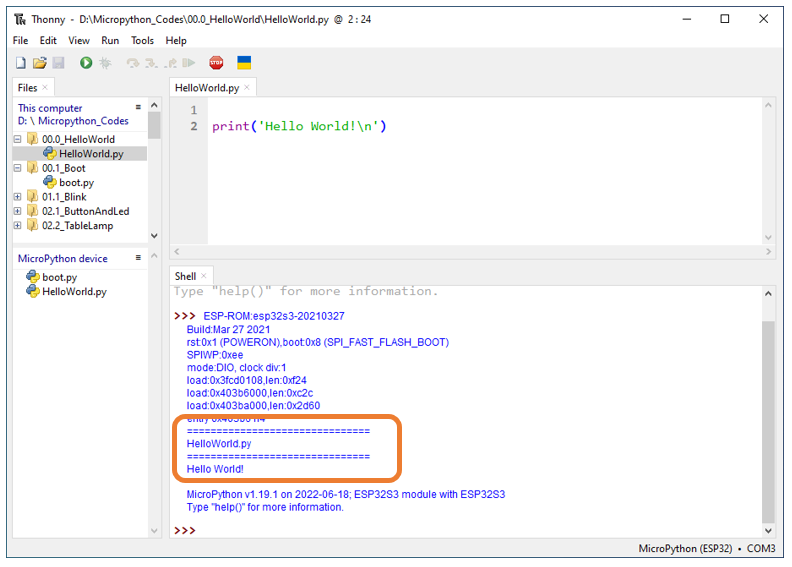 Thonny - D:\Micropython_Codes\00.0_HelloWorld\HelloWorld.py @ 2 : 24
File Edit View Run Tools Help
STOP
Files
HelloWorld.py
This computer
D: \ Micropython_Codes
00.0_HelloWorld
HelloWorld.py
00.1_Boot
boot.py
01.1_Blink
02.1_ButtonAndLed
02.2_TableLamp
1
2 print('Hello World!\n')
MicroPython device
boot.py
HelloWorld.py
Shell
Type "help()" for more information.
>>> ESP-ROM:esp32s3-20210327
Build:Mar 27 2021
rst:0x1 (POWERON),boot:0x8 (SPI_FAST_FLASH_BOOT)
SPIWP:0xee
mode:DIO, clock div:1
load:0x3fcd0108,len:0xf24
load:0x403b6000,len:0xc2c
load:0x403ba000,len:0x2d60
===============================
HelloWorld.py
===============================
Hello World!
MicroPython v1.19.1 on 2022-06-18; ESP32S3 module with ESP32S3
Type "help()" for more information.
>>>
MicroPython (ESP32) • COM3